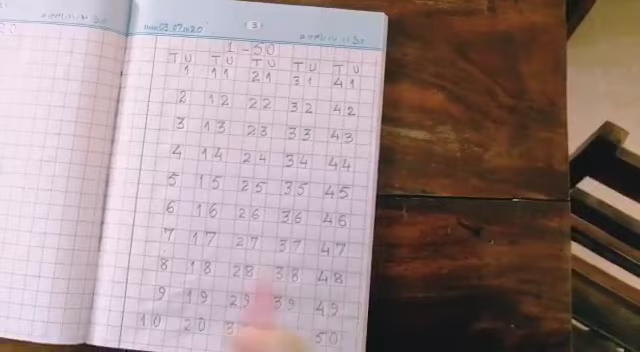 (3)
1 - 50
T U T U T U T U T U
1 11 21 31 41
2 12 22 32 42
3 13 23 33 43
4 14 24 34 44
5 15 25 35 45
6 16 26 36 46
7 17 27 37 47
8 18 28 38 48
9 19 29 39 49
10 20 3 50